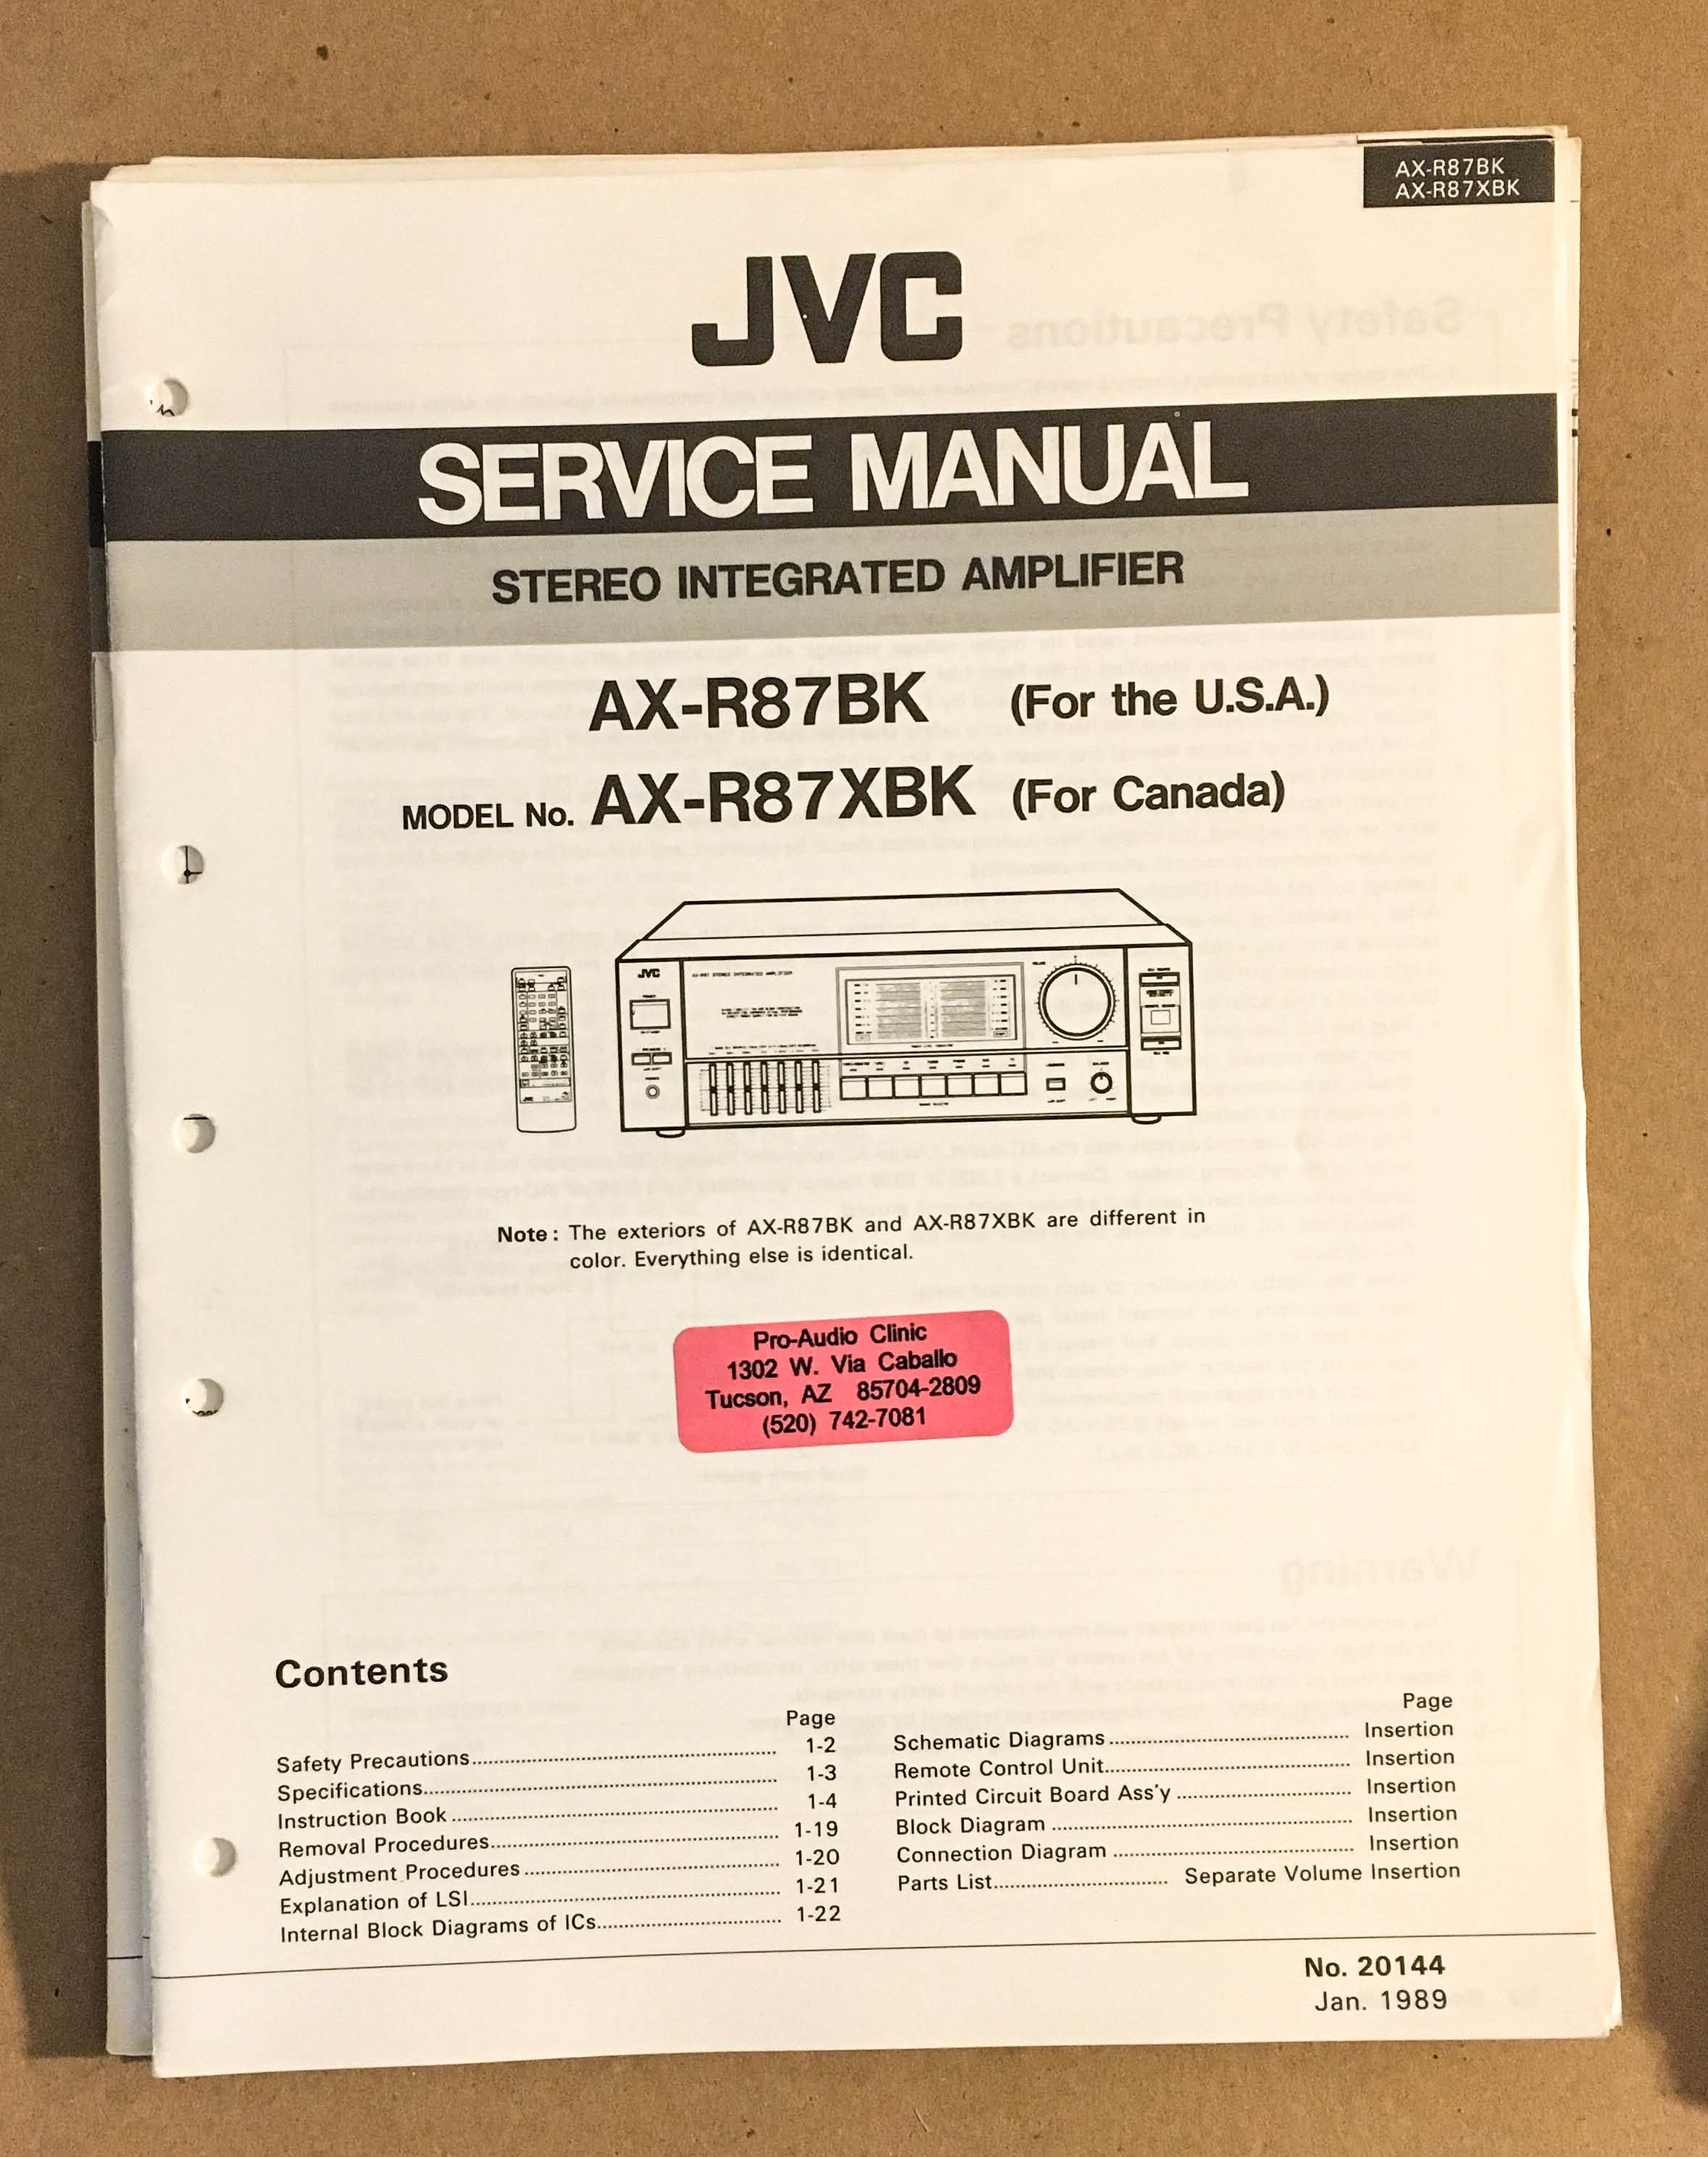 AX-R87BK
AX-R87XBK
JVC
SERVICE MANUAL
STEREO INTEGRATED AMPLIFIER
AX-R87BK (For the U.S.A.)
MODEL No. AX-R87XBK (For Canada)
JVC
Note : The exteriors of AX-R87BK and AX-R87XBK are different in
color. Everything else is identical.
Pro-Audio Clinic
1302 W. Via Caballo
Tucson, AZ 85704-2809
(520) 742-7081
Contents
Page
Safety Precautions 1-2
Specifications 1-3
Instruction Book 1-4
Removal Procedures 1-19
Adjustment Procedures 1-20
Explanation of LSI 1-21
Internal Block Diagrams of ICs 1-22
Page
Schematic Diagrams Insertion
Remote Control Unit Insertion
Printed Circuit Board Ass'y Insertion
Block Diagram Insertion
Connection Diagram Insertion
Parts List Separate Volume Insertion
No. 20144
Jan. 1989